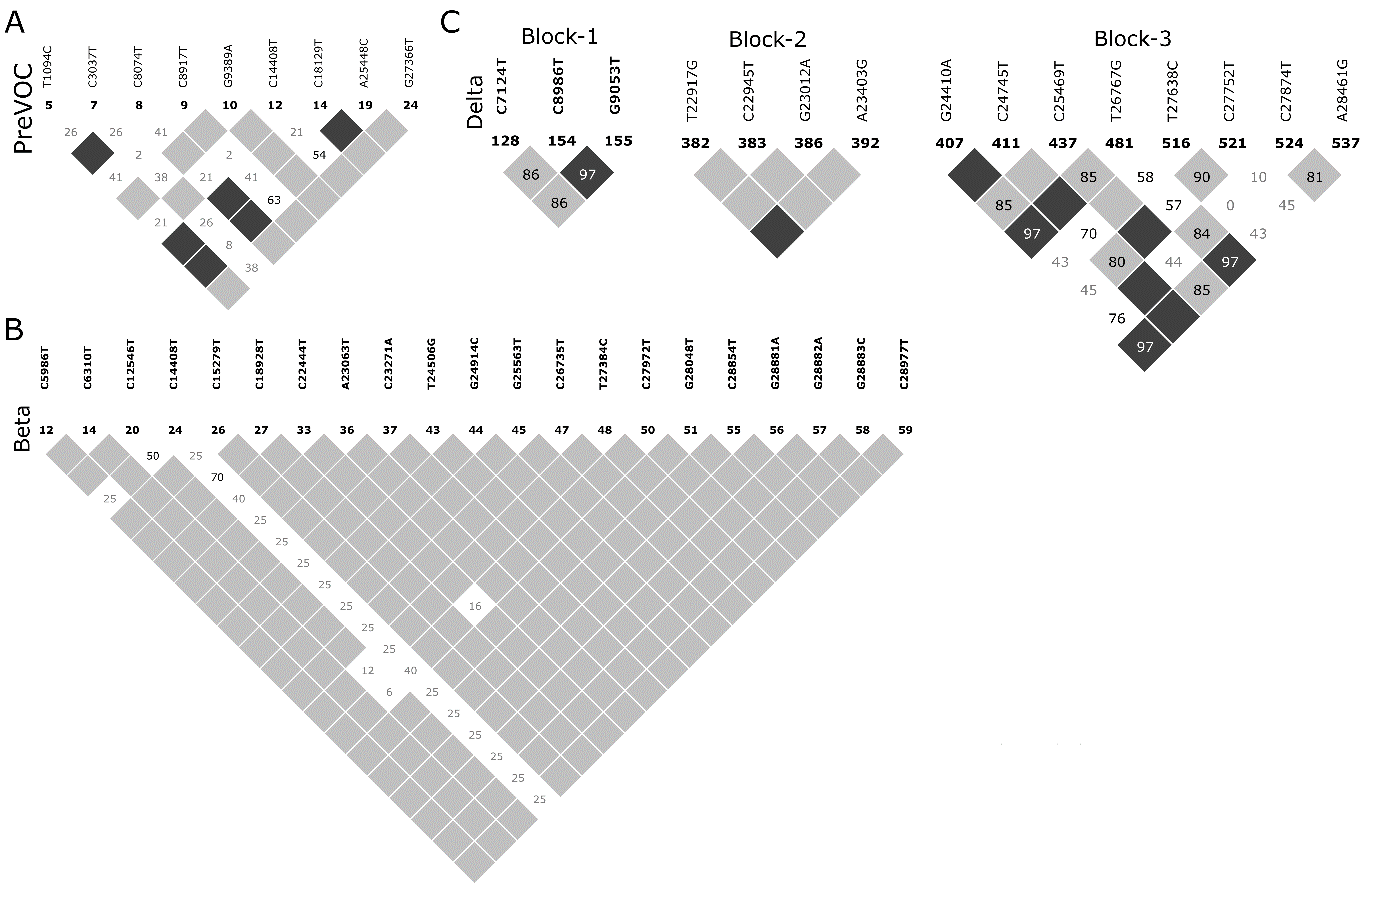 A
PreVOC
T1094C C3037T C8074T C8917T G9389A C14408T C18129T A25448C G27366T
5 7 8 9 10 12 14 19 24
26 26 41 21
2 2 54
41 38 21 41
63
21 26
8
38
C
Delta
Block-1
C7124T C8986T G9053T
128 154 155
86 97
86
Block-2
T22917G C22945T G23012A A23403G
382 383 386 392
Block-3
G24410A C24745T C25469T T26767G T27638C C27752T C27874T A28461G
407 411 437 481 516 521 524 537
85 58 90 10 81
85 57 0 45
97 70 84 43
43 80 44 97
45 85
76
97
B
Beta
C5986T C6310T C12546T C14408T C15279T C18928T C22444T A23063T C23271A T24506G G24914C G25563T C26735T T27384C C27972T G28048T C28854T G28881A G28882A G28883C C28977T
12 14 20 24 26 27 33 36 37 43 44 45 47 48 50 51 55 56 57 58 59
50 25
70
25 40
25
25
25
25
25 16
25
25
12 40
6 25
25
25
25
25
25